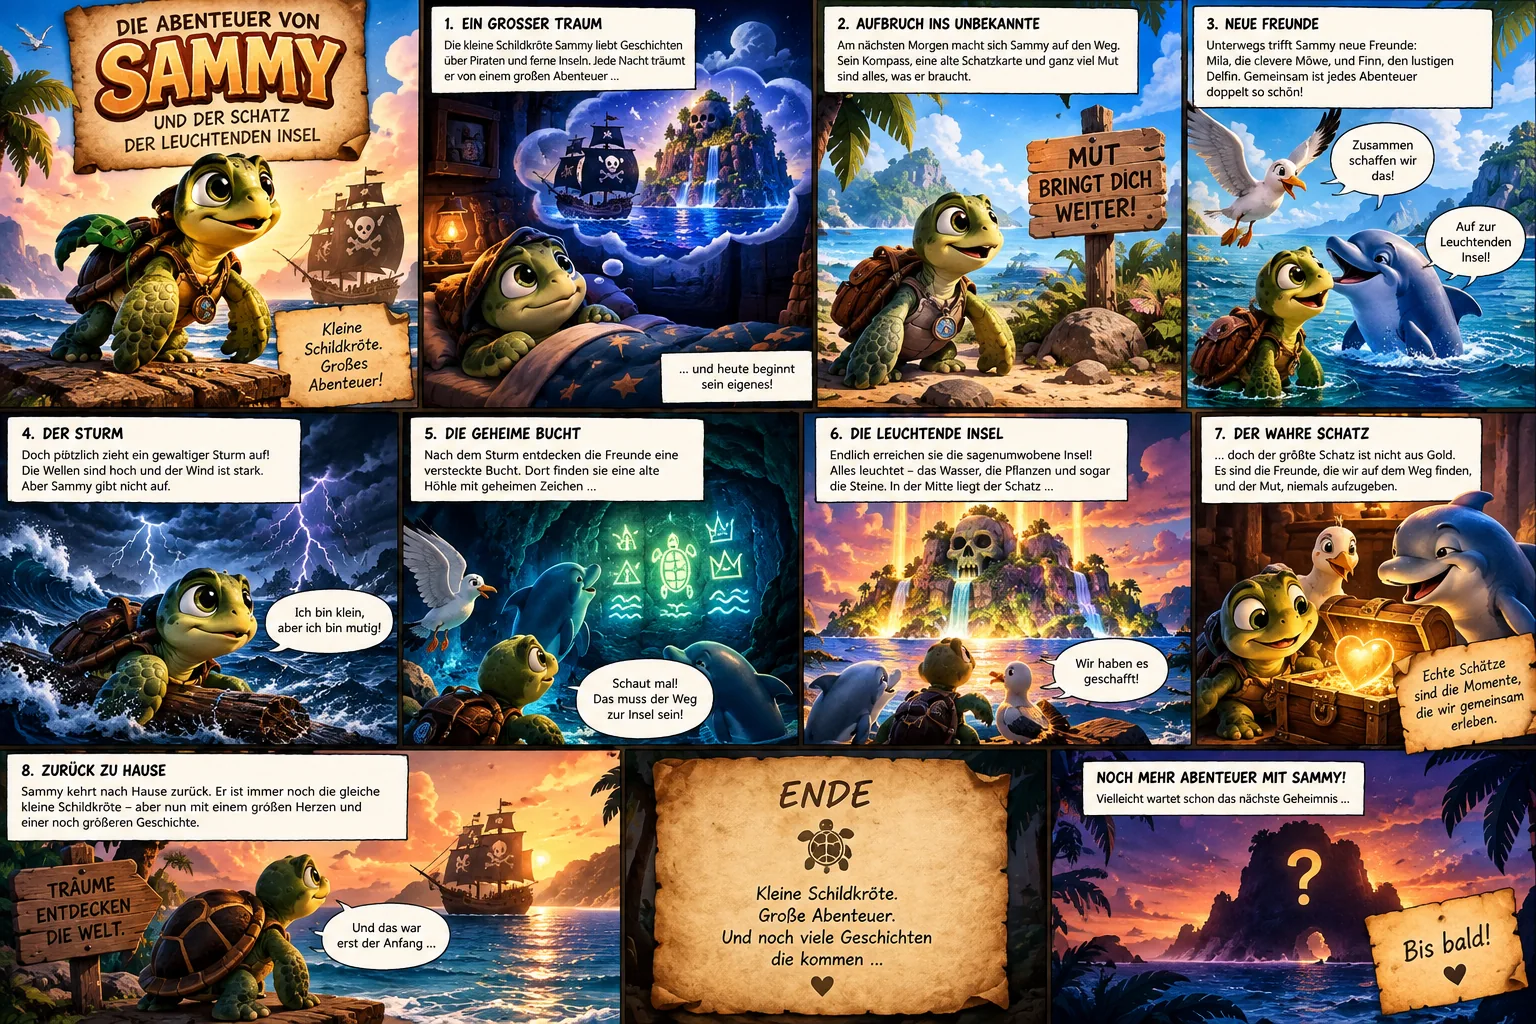 DIE ABENTEUER VON
SAMMY
UND DER SCHATZ
DER LEUCHTENDEN INSEL
Kleine
Schildkröte.
Großes
Abenteuer!
1. EIN GROSSER TRAUM
Die kleine Schildkröte Sammy liebt Geschichten
über Piraten und ferne Inseln. Jede Nacht träumt
er von einem großen Abenteuer ...
... und heute beginnt
sein eigenes!
2. AUFBRUCH INS UNBEKANNTE
Am nächsten Morgen macht sich Sammy auf den Weg.
Sein Kompass, eine alte Schatzkarte und ganz viel Mut
sind alles, was er braucht.
MUT
BRINGT DICH
WEITER!
3. NEUE FREUNDE
Unterwegs trifft Sammy neue Freunde:
Mila, die clevere Möwe, und Finn, den lustigen
Delfin. Gemeinsam ist jedes Abenteuer
doppelt so schön!
Zusammen
schaffen wir
das!
Auf zur
Leuchtenden
Insel!
4. DER STURM
Doch plötzlich zieht ein gewaltiger Sturm auf!
Die Wellen sind hoch und der Wind ist stark.
Aber Sammy gibt nicht auf.
Ich bin klein,
aber ich bin mutig!
5. DIE GEHEIME BUCHT
Nach dem Sturm entdecken die Freunde eine
versteckte Bucht. Dort finden sie eine alte
Höhle mit geheimen Zeichen ...
Schaut mal!
Das muss der Weg
zur Insel sein!
6. DIE LEUCHTENDE INSEL
Endlich erreichen sie die sagenumwobene Insel!
Alles leuchtet – das Wasser, die Pflanzen und sogar
die Steine. In der Mitte liegt der Schatz ...
Wir haben es
geschafft!
7. DER WAHRE SCHATZ
... doch der größte Schatz ist nicht aus Gold.
Es sind die Freunde, die wir auf dem Weg finden,
und der Mut, niemals aufzugeben.
Echte Schätze
sind die Momente,
die wir gemeinsam
erleben.
8. ZURÜCK ZU HAUSE
Sammy kehrt nach Hause zurück. Er ist immer noch die gleiche
kleine Schildkröte – aber nun mit einem großen Herzen und
einer noch größeren Geschichte.
TRÄUME
ENTDECKEN
DIE WELT.
Und das war
erst der Anfang ...
ENDE
Kleine Schildkröte.
Große Abenteuer.
Und noch viele Geschichten
die kommen ...
NOCH MEHR ABENTEUER MIT SAMMY!
Vielleicht wartet schon das nächste Geheimnis ...
?
Bis bald!